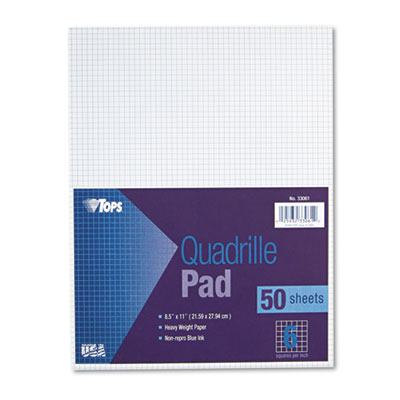 No. 33061
TOPS
Quadrille
Pad
50 sheets
▪ 8.5" x 11" (21.59 x 27.94 cm)
▪ Heavy Weight Paper
▪ Non-repro Blue Ink
6
squares per inch
USA